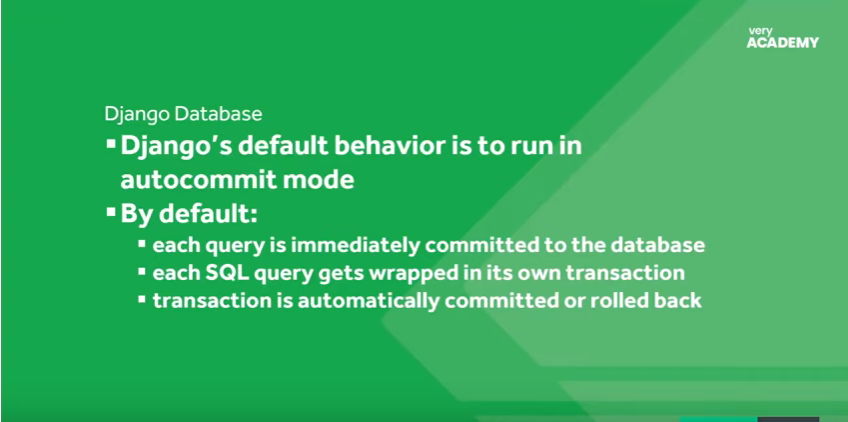 very
ACADEMY
Django Database
▪ Django's default behavior is to run in
autocommit mode
▪ By default:
▪ each query is immediately committed to the database
▪ each SQL query gets wrapped in its own transaction
▪ transaction is automatically committed or rolled back